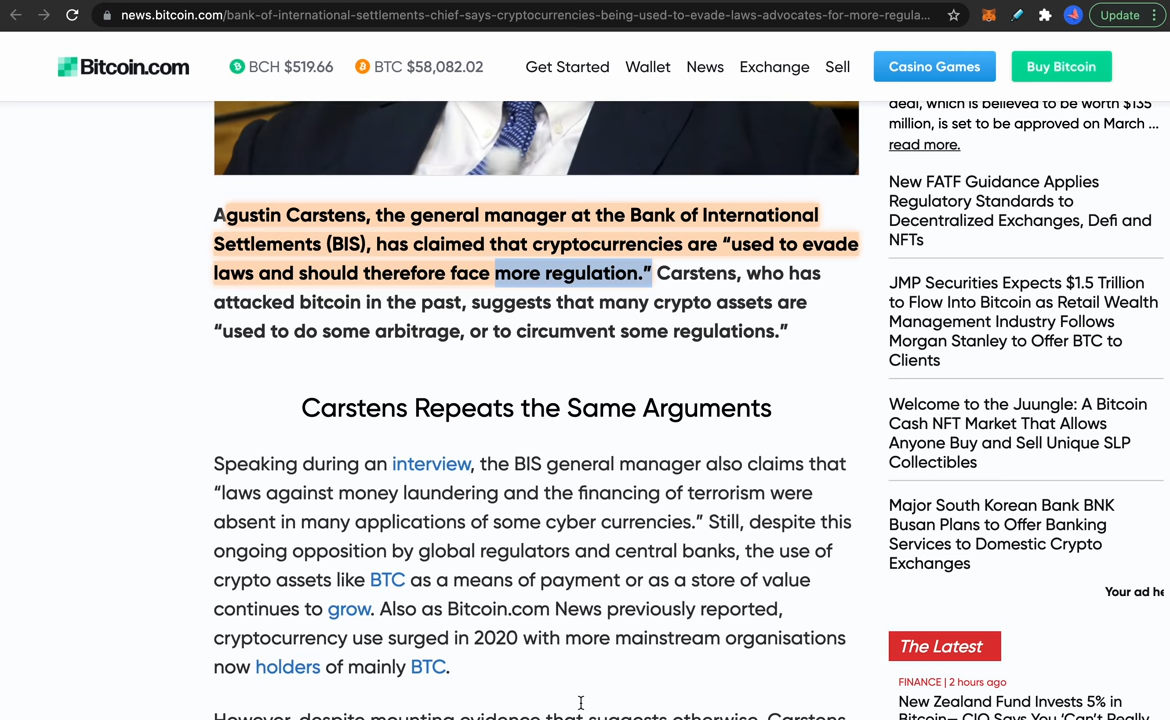 news.bitcoin.com/bank-of-international-settlements-chief-says-cryptocurrencies-being-used-to-evade-laws-advocates-for-more-regula...
Update
Bitcoin.com
BCH $519.66
BTC $58,082.02
Get Started
Wallet
News
Exchange
Sell
Casino Games
Buy Bitcoin
Agustin Carstens, the general manager at the Bank of International
Settlements (BIS), has claimed that cryptocurrencies are “used to evade
laws and should therefore face more regulation.” Carstens, who has
attacked bitcoin in the past, suggests that many crypto assets are
“used to do some arbitrage, or to circumvent some regulations.”
Carstens Repeats the Same Arguments
Speaking during an interview, the BIS general manager also claims that
“laws against money laundering and the financing of terrorism were
absent in many applications of some cyber currencies.” Still, despite this
ongoing opposition by global regulators and central banks, the use of
crypto assets like BTC as a means of payment or as a store of value
continues to grow. Also as Bitcoin.com News previously reported,
cryptocurrency use surged in 2020 with more mainstream organisations
now holders of mainly BTC.
However, despite mounting evidence that suggests otherwise, Carstens
deal, which is believed to be worth $135
million, is set to be approved on March ...
read more.
New FATF Guidance Applies
Regulatory Standards to
Decentralized Exchanges, Defi and
NFTs
JMP Securities Expects $1.5 Trillion
to Flow Into Bitcoin as Retail Wealth
Management Industry Follows
Morgan Stanley to Offer BTC to
Clients
Welcome to the Juungle: A Bitcoin
Cash NFT Market That Allows
Anyone Buy and Sell Unique SLP
Collectibles
Major South Korean Bank BNK
Busan Plans to Offer Banking
Services to Domestic Crypto
Exchanges
Your ad he
The Latest
FINANCE | 2 hours ago
New Zealand Fund Invests 5% in
Bitcoin— CIO Says You ‘Can’t Really